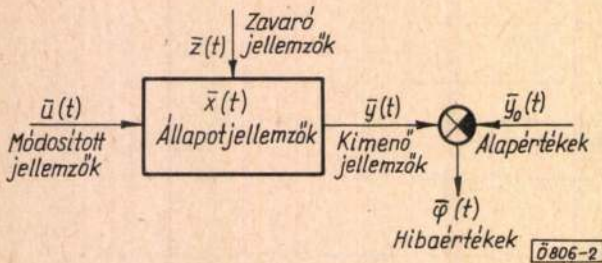 z̄(t)
Zavaró
jellemzők
ū(t)
Módosított
jellemzők
x̄(t)
Állapotjellemzők
ȳ(t)
Kimenő
jellemzők
ȳ₀(t)
Alapértékek
φ̄(t)
Hibaértékek
Ö806-2